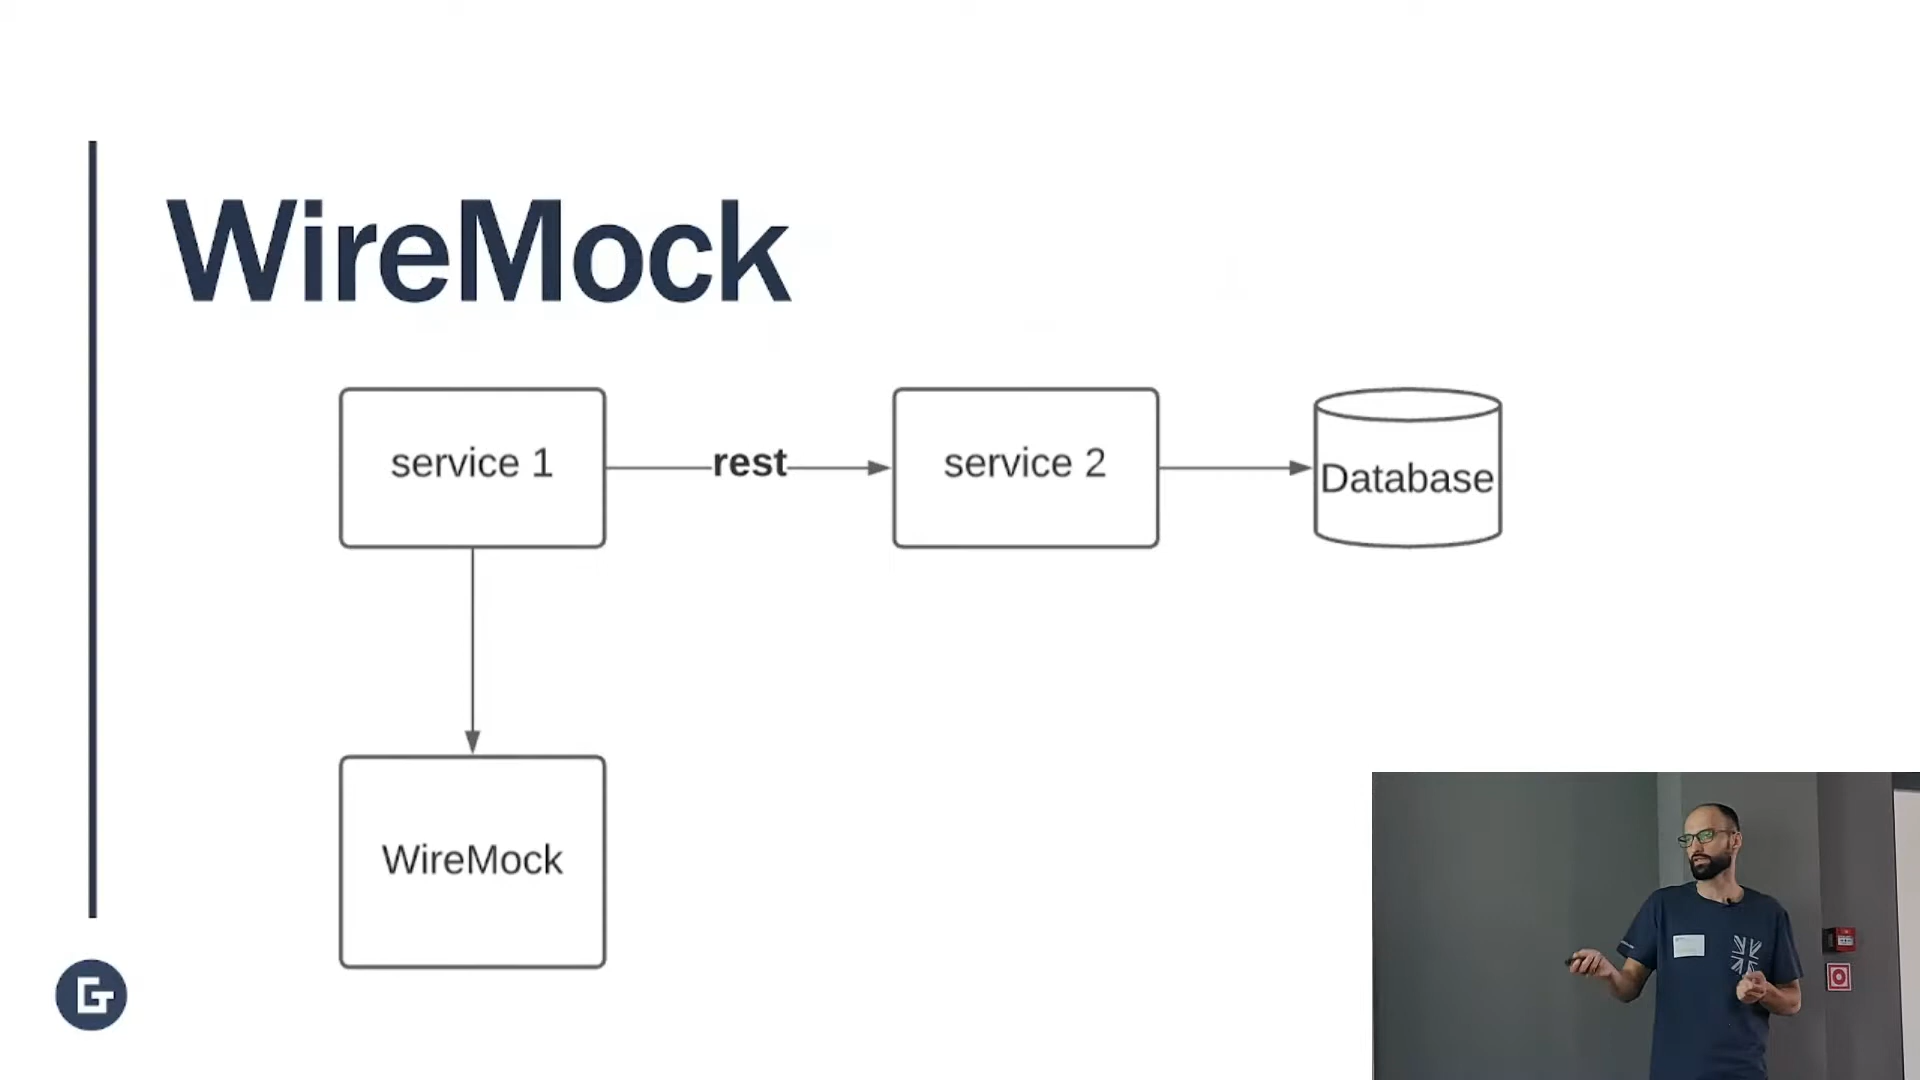 WireMock
service 1
rest
service 2
Database
WireMock